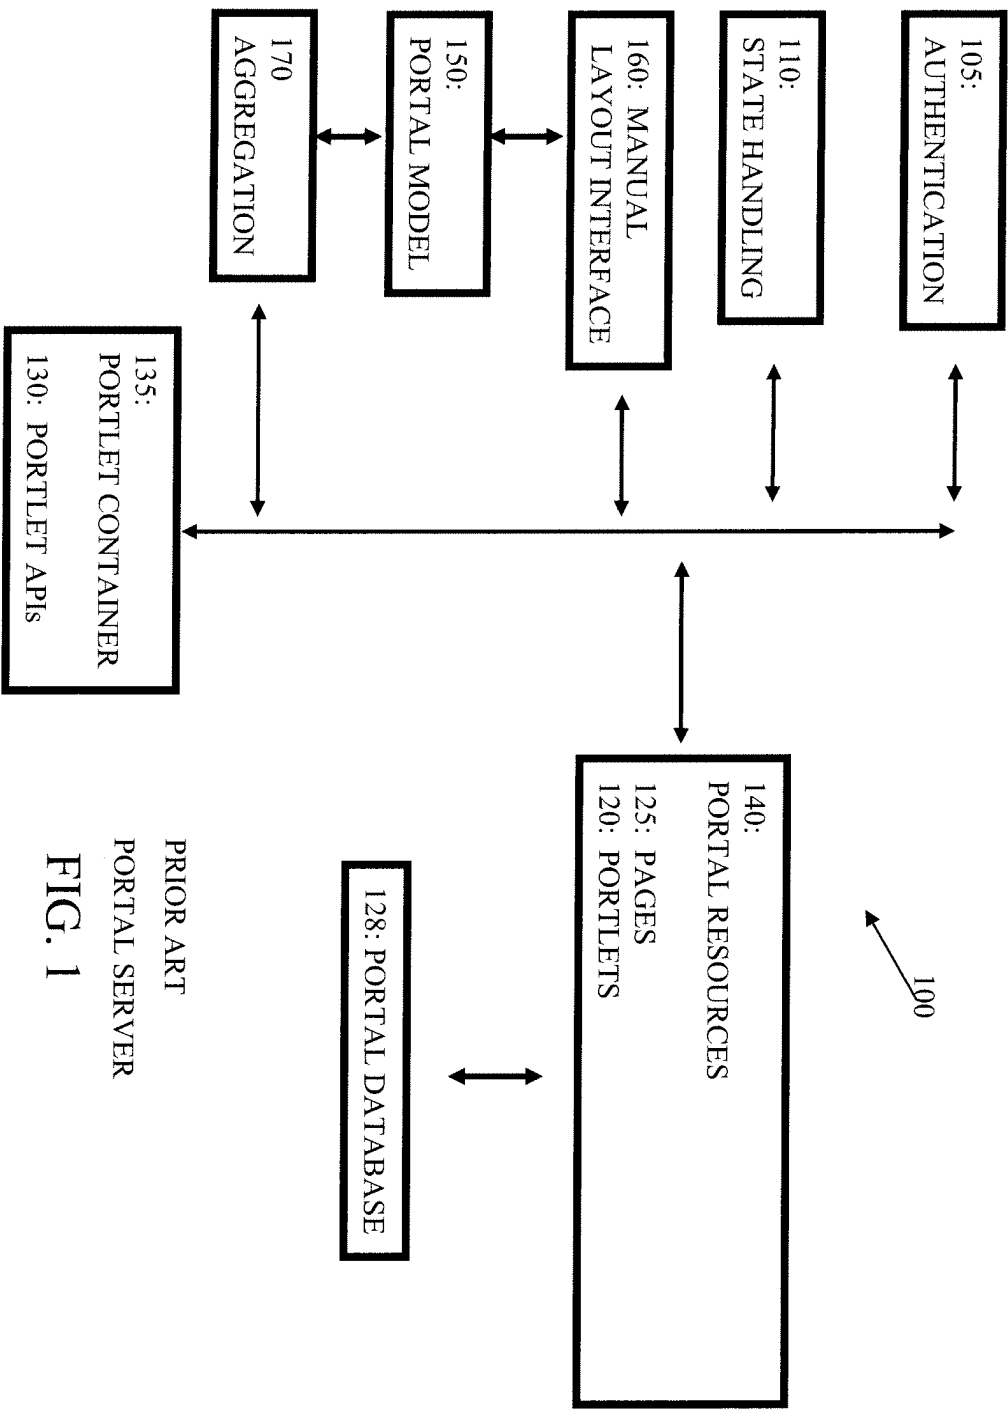 100
105:
AUTHENTICATION
110:
STATE HANDLING
160: MANUAL
LAYOUT INTERFACE
150:
PORTAL MODEL
170
AGGREGATION
135:
PORTLET CONTAINER
130: PORTLET APIs
140:
PORTAL RESOURCES
125: PAGES
120: PORTLETS
128: PORTAL DATABASE
PRIOR ART
PORTAL SERVER
FIG. 1